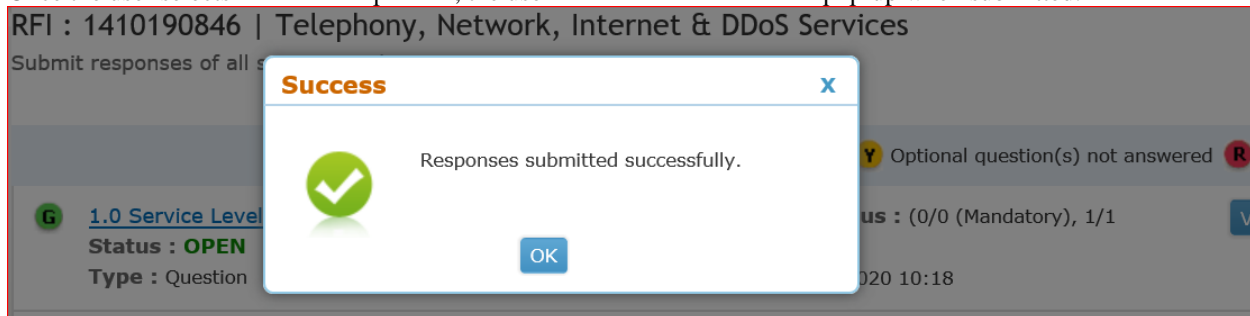 RFI : 1410190846 | Telephony, Network, Internet & DDoS Services
Submit responses of all
Success x
Responses submitted successfully.
Y Optional question(s) not answered R
G 1.0 Service Level us : (0/0 (Mandatory), 1/1
Status : OPEN
OK
Type : Question 020 10:18